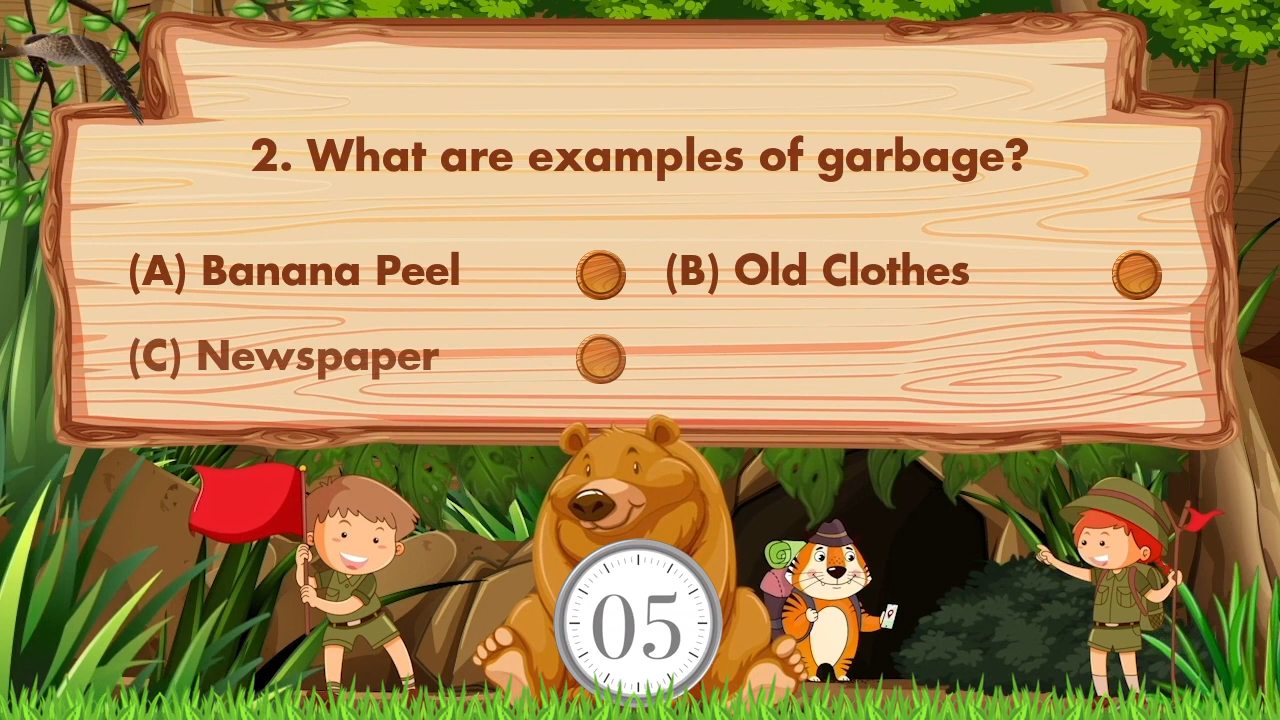 2. What are examples of garbage?
(A) Banana Peel (B) Old Clothes
(C) Newspaper
05